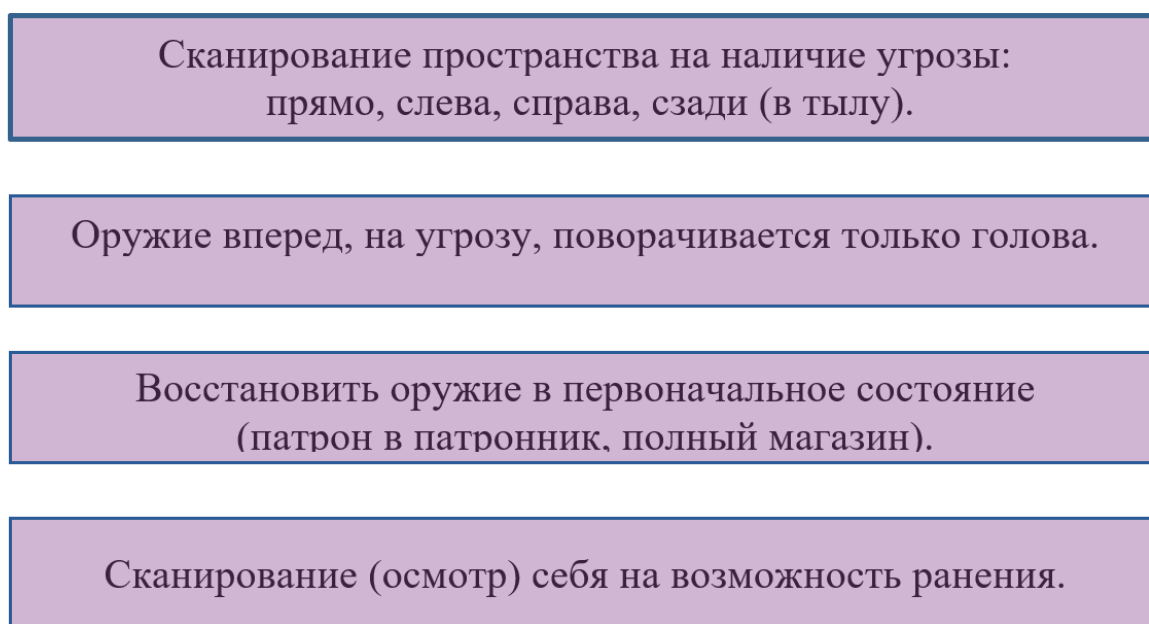 Сканирование пространства на наличие угрозы:
прямо, слева, справа, сзади (в тылу).
Оружие вперед, на угрозу, поворачивается только голова.
Восстановить оружие в первоначальное состояние
(патрон в патронник, полный магазин).
Сканирование (осмотр) себя на возможность ранения.